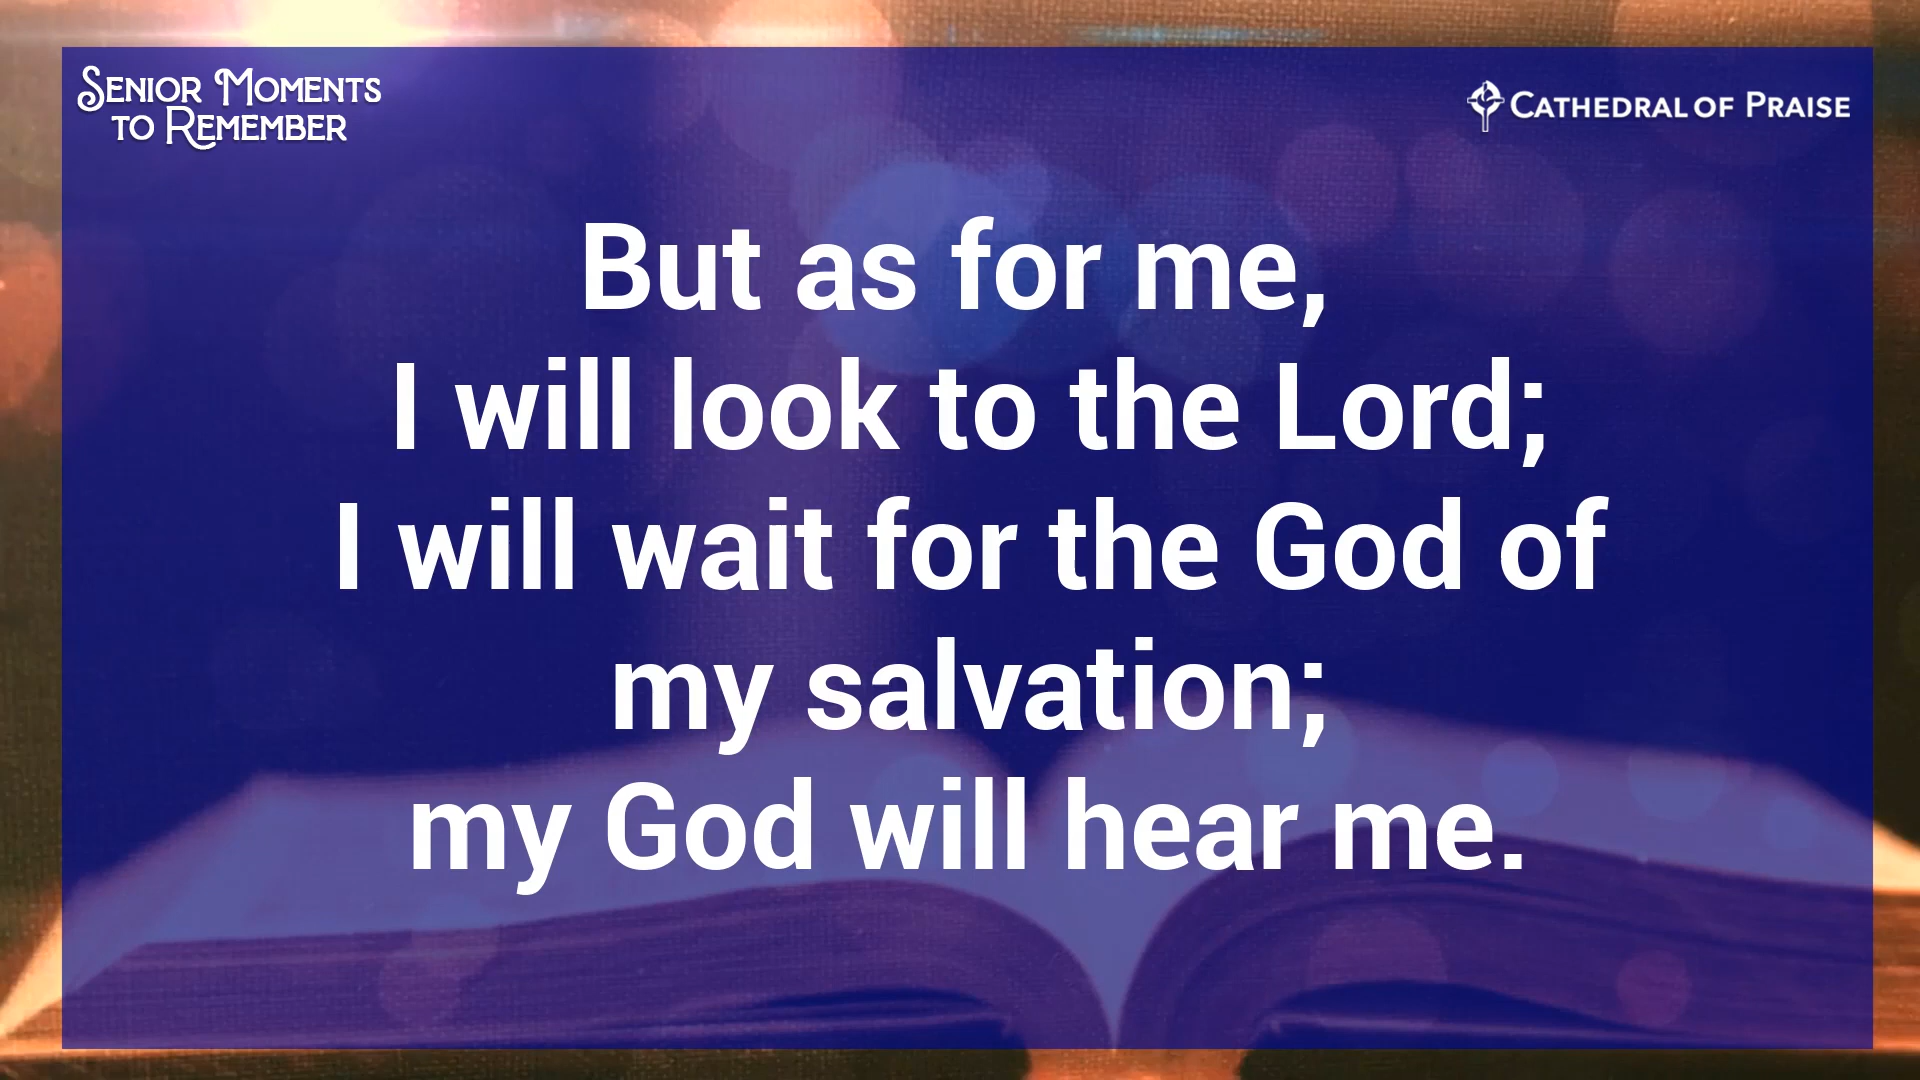 Senior Moments
to Remember
Cathedral of Praise
But as for me,
I will look to the Lord;
I will wait for the God of
my salvation;
my God will hear me.